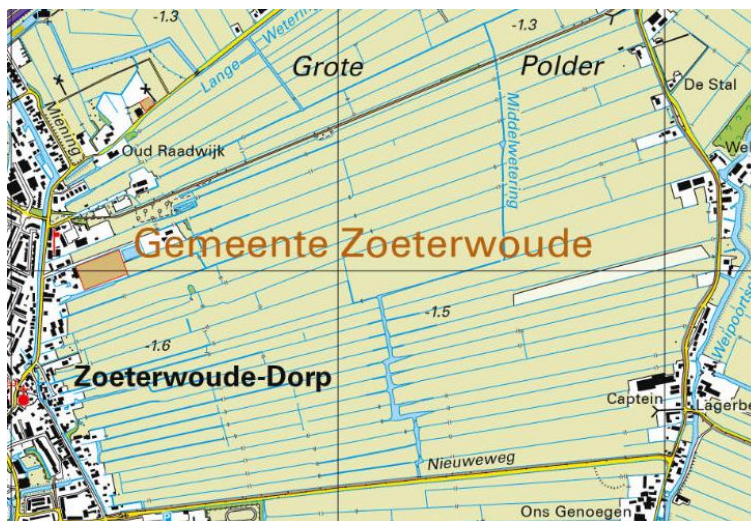 -1.3
-1.3
Lange Wetering
Grote Polder
De Stal
Miening
Middelwetering
Oud Raadwijk
Gemeente Zoeterwoude
-1.5
-1.6
Zoeterwoude-Dorp
Captein
Nieuweweg
Ons Genoegen